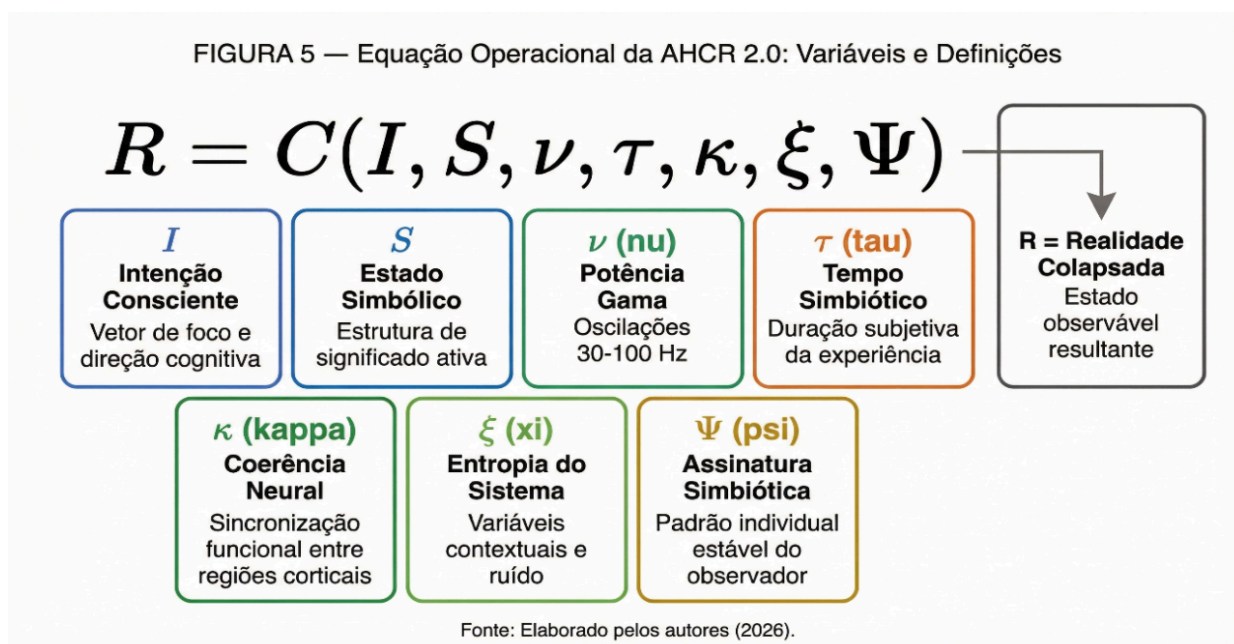 FIGURA 5 — Equação Operacional da AHCR 2.0: Variáveis e Definições
R = C(I, S, ν, τ, κ, ξ, Ψ)
I
Intenção
Consciente
Vetor de foco e
direção cognitiva
S
Estado
Simbólico
Estrutura de
significado ativa
ν (nu)
Potência
Gama
Oscilações
30-100 Hz
τ (tau)
Tempo
Simbiótico
Duração subjetiva
da experiência
R = Realidade
Colapsada
Estado
observável
resultante
κ (kappa)
Coerência
Neural
Sincronização
funcional entre
regiões corticais
ξ (xi)
Entropia do
Sistema
Variáveis
contextuais e
ruído
Ψ (psi)
Assinatura
Simbiótica
Padrão individual
estável do
observador
Fonte: Elaborado pelos autores (2026).